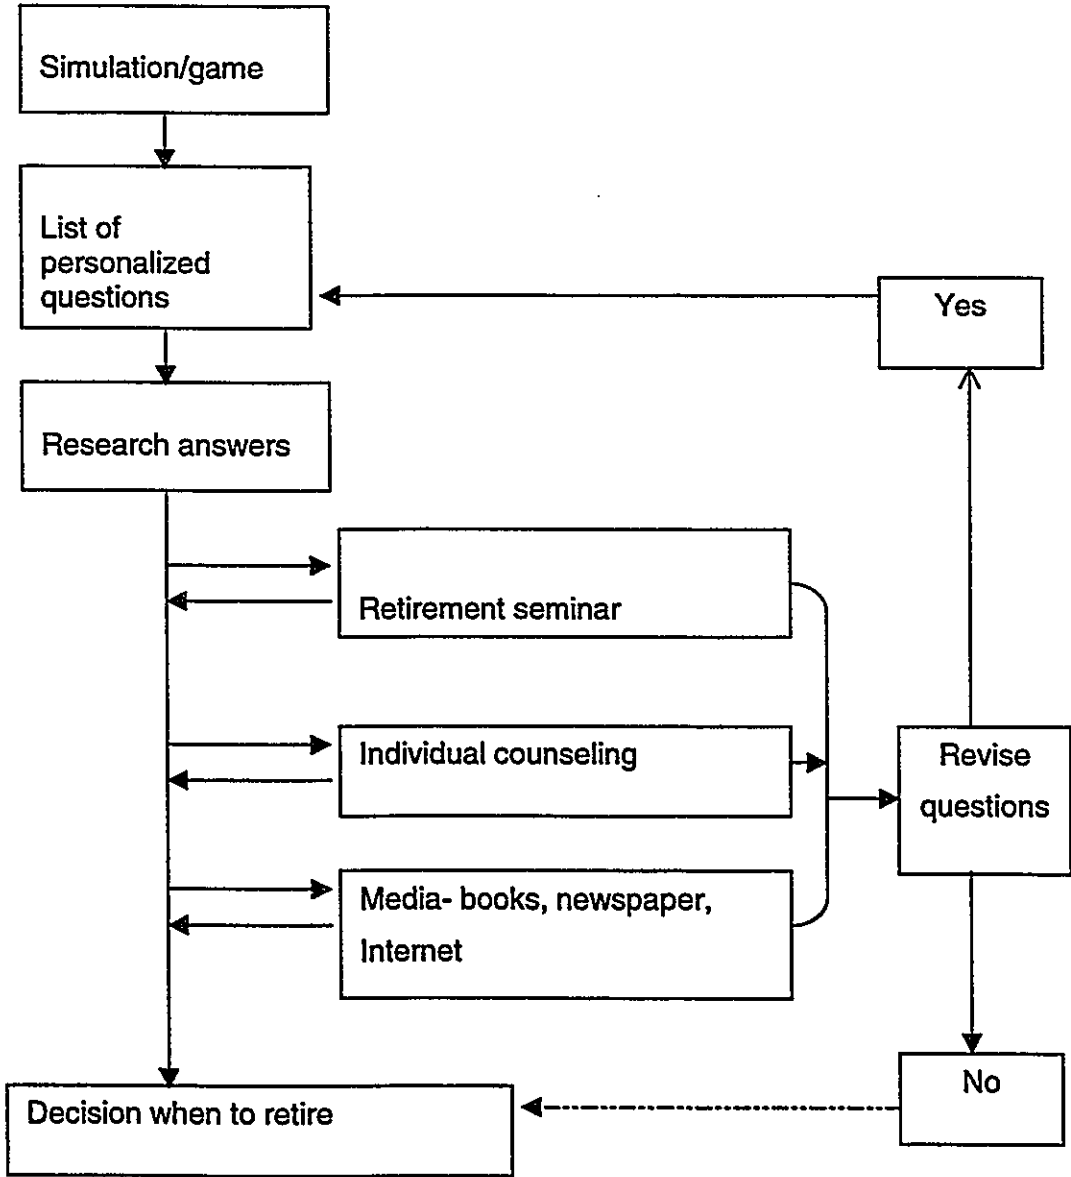 Simulation/game
List of
personalized
questions
Yes
Research answers
Retirement seminar
Individual counseling
Revise
questions
Media- books, newspaper,
Internet
No
Decision when to retire